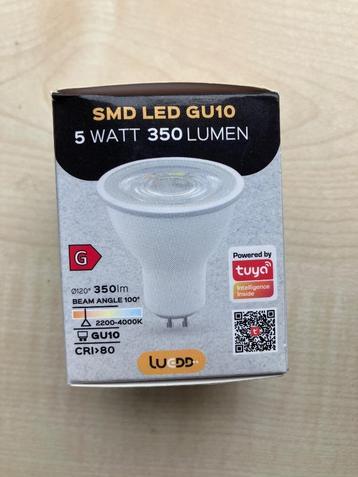 SMD LED GU10
5 WATT 350 LUMEN
G
Ø120° 350lm
BEAM ANGLE 100°
2200-4000K
GU10
CRI>80
Powered by
tuya
Intelligence
Inside